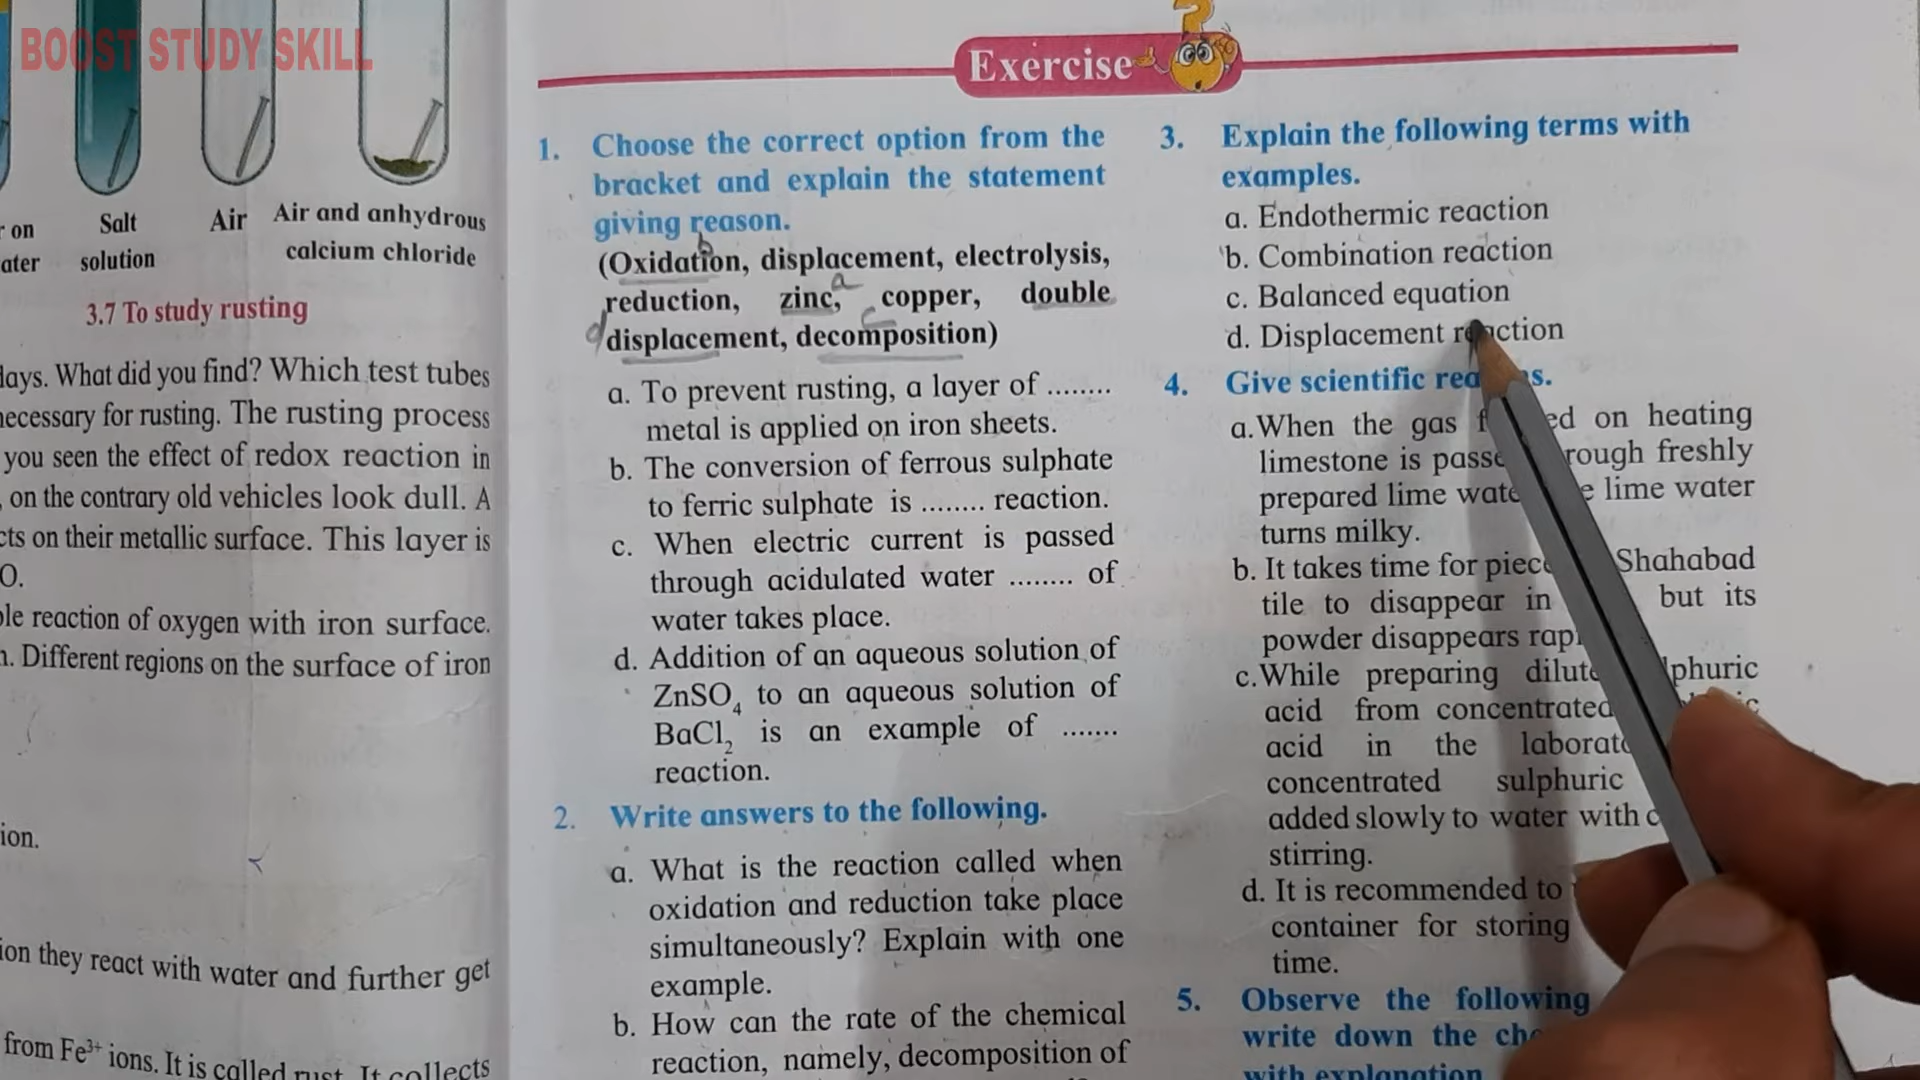 BOOST STUDY SKILL
on
ater
Salt
solution
Air
Air and anhydrous
calcium chloride
3.7 To study rusting
days. What did you find? Which test tubes
necessary for rusting. The rusting process
you seen the effect of redox reaction in
, on the contrary old vehicles look dull. A
cts on their metallic surface. This layer is
O.
ble reaction of oxygen with iron surface.
n. Different regions on the surface of iron
ion.
ion they react with water and further get
from Fe³⁺ ions. It is called rust. It collects
Exercise
1. Choose the correct option from the
bracket and explain the statement
giving reason.
(Oxidation, displacement, electrolysis,
reduction, zinc, copper, double
displacement, decomposition)
b
a
c
d
a. To prevent rusting, a layer of ........
metal is applied on iron sheets.
b. The conversion of ferrous sulphate
to ferric sulphate is ........ reaction.
c. When electric current is passed
through acidulated water ........ of
water takes place.
d. Addition of an aqueous solution of
ZnSO₄ to an aqueous solution of
BaCl₂ is an example of .......
reaction.
2. Write answers to the following.
a. What is the reaction called when
oxidation and reduction take place
simultaneously? Explain with one
example.
b. How can the rate of the chemical
reaction, namely, decomposition of
3. Explain the following terms with
examples.
a. Endothermic reaction
b. Combination reaction
c. Balanced equation
d. Displacement reaction
4. Give scientific reasons.
a. When the gas on heating
limestone is passed through freshly
prepared lime water lime water
turns milky.
b. It takes time for Shahabad
tile to disappear in but its
powder disappears
c. While preparing dilute sulphuric
acid from concentrated
acid in the
concentrated sulphuric
added slowly to water with
stirring.
d. It is recommended to
container for storing
time.
5. Observe the following
write down the
with explanation